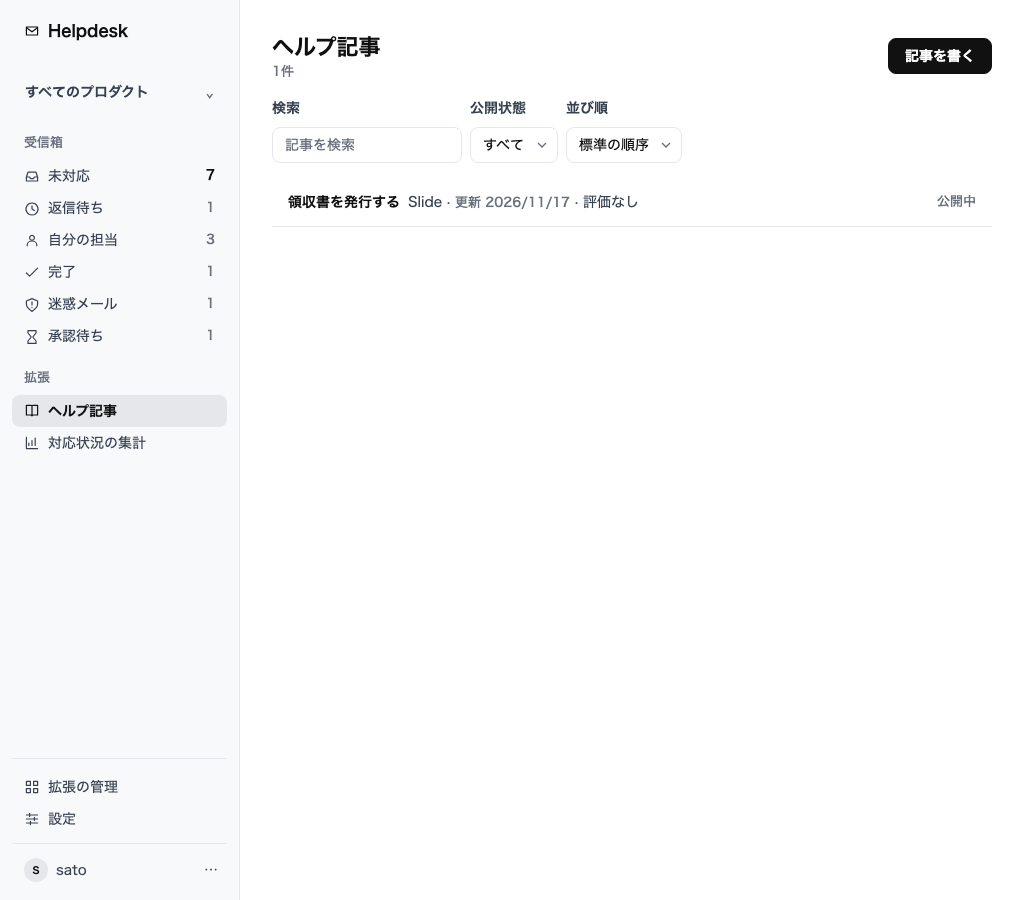 Helpdesk
すべてのプロダクト
受信箱
未対応 7
返信待ち 1
自分の担当 3
完了 1
迷惑メール 1
承認待ち 1
拡張
ヘルプ記事
対応状況の集計
拡張の管理
設定
S sato ...
ヘルプ記事
1件
記事を書く
検索 公開状態 並び順
記事を検索 すべて 標準の順序
領収書を発行する Slide · 更新 2026/11/17 · 評価なし 公開中